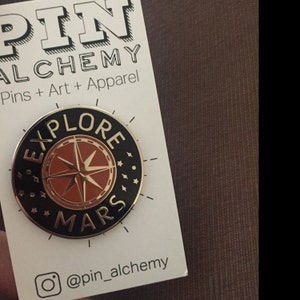 PIN
ALCHEMY
Pins + Art + Apparel
EXPLORE
MARS
@pin_alchemy